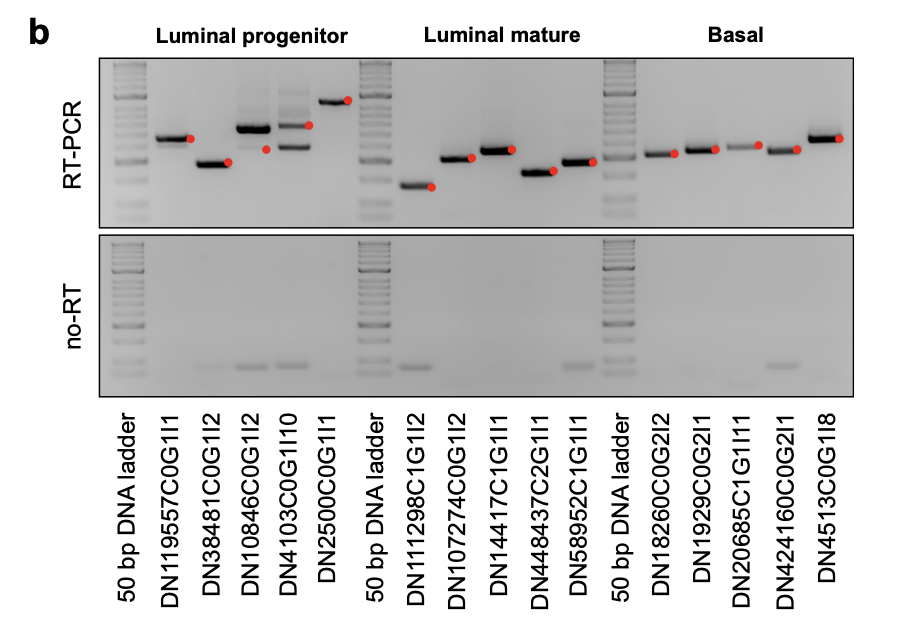 b
Luminal progenitor
Luminal mature
Basal
RT-PCR
no-RT
50 bp DNA ladder
DN119557C0G1I1
DN38481C0G1I2
DN10846C0G1I2
DN4103C0G1I10
DN2500C0G1I1
50 bp DNA ladder
DN111298C1G1I2
DN107274C0G1I2
DN14417C1G1I1
DN448437C2G1I1
DN58952C1G1I1
50 bp DNA ladder
DN18260C0G2I2
DN1929C0G2I1
DN20685C1G1I11
DN424160C0G2I1
DN4513C0G1I8